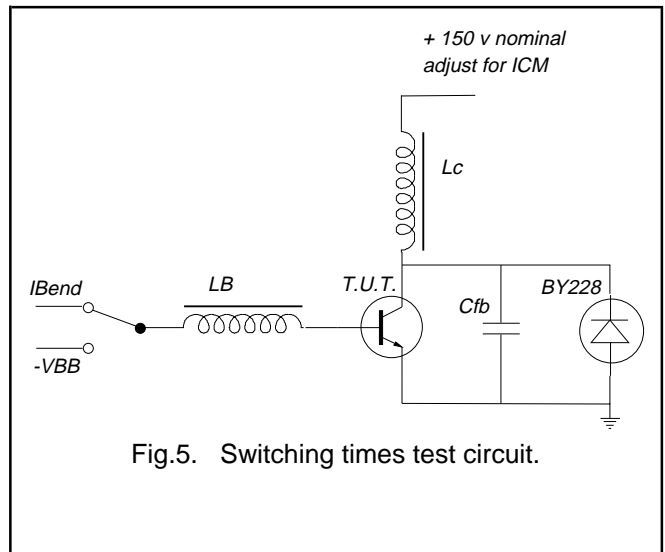 + 150 v nominal
adjust for ICM
Lc
IBend
LB
T.U.T.
Cfb
BY228
-VBB
Fig.5. Switching times test circuit.